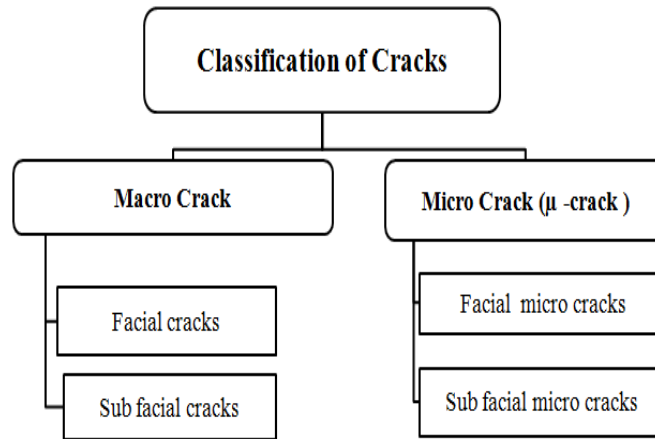 Classification of Cracks
Macro Crack
Micro Crack (μ -crack )
Facial cracks
Facial  micro cracks
Sub facial cracks
Sub facial micro cracks